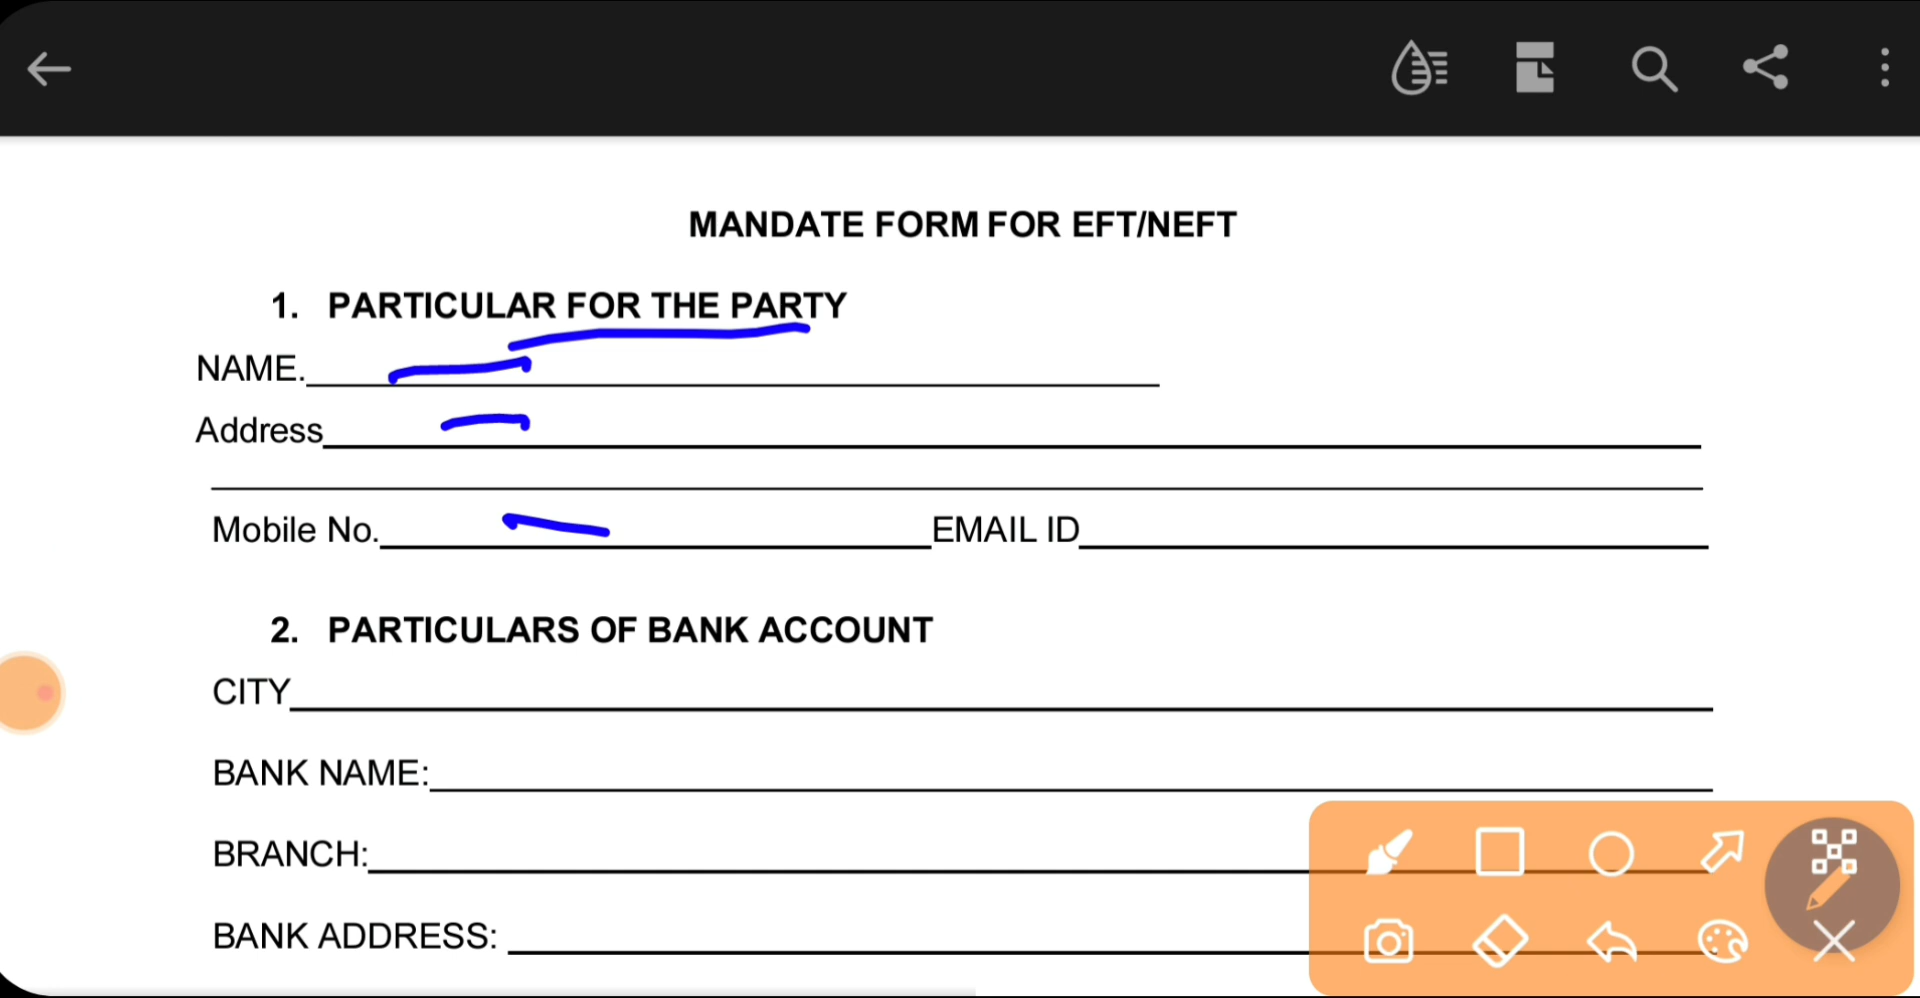 MANDATE FORM FOR EFT/NEFT
1. PARTICULAR FOR THE PARTY
NAME.
Address
Mobile No. EMAIL ID
2. PARTICULARS OF BANK ACCOUNT
CITY
BANK NAME:
BRANCH:
BANK ADDRESS: